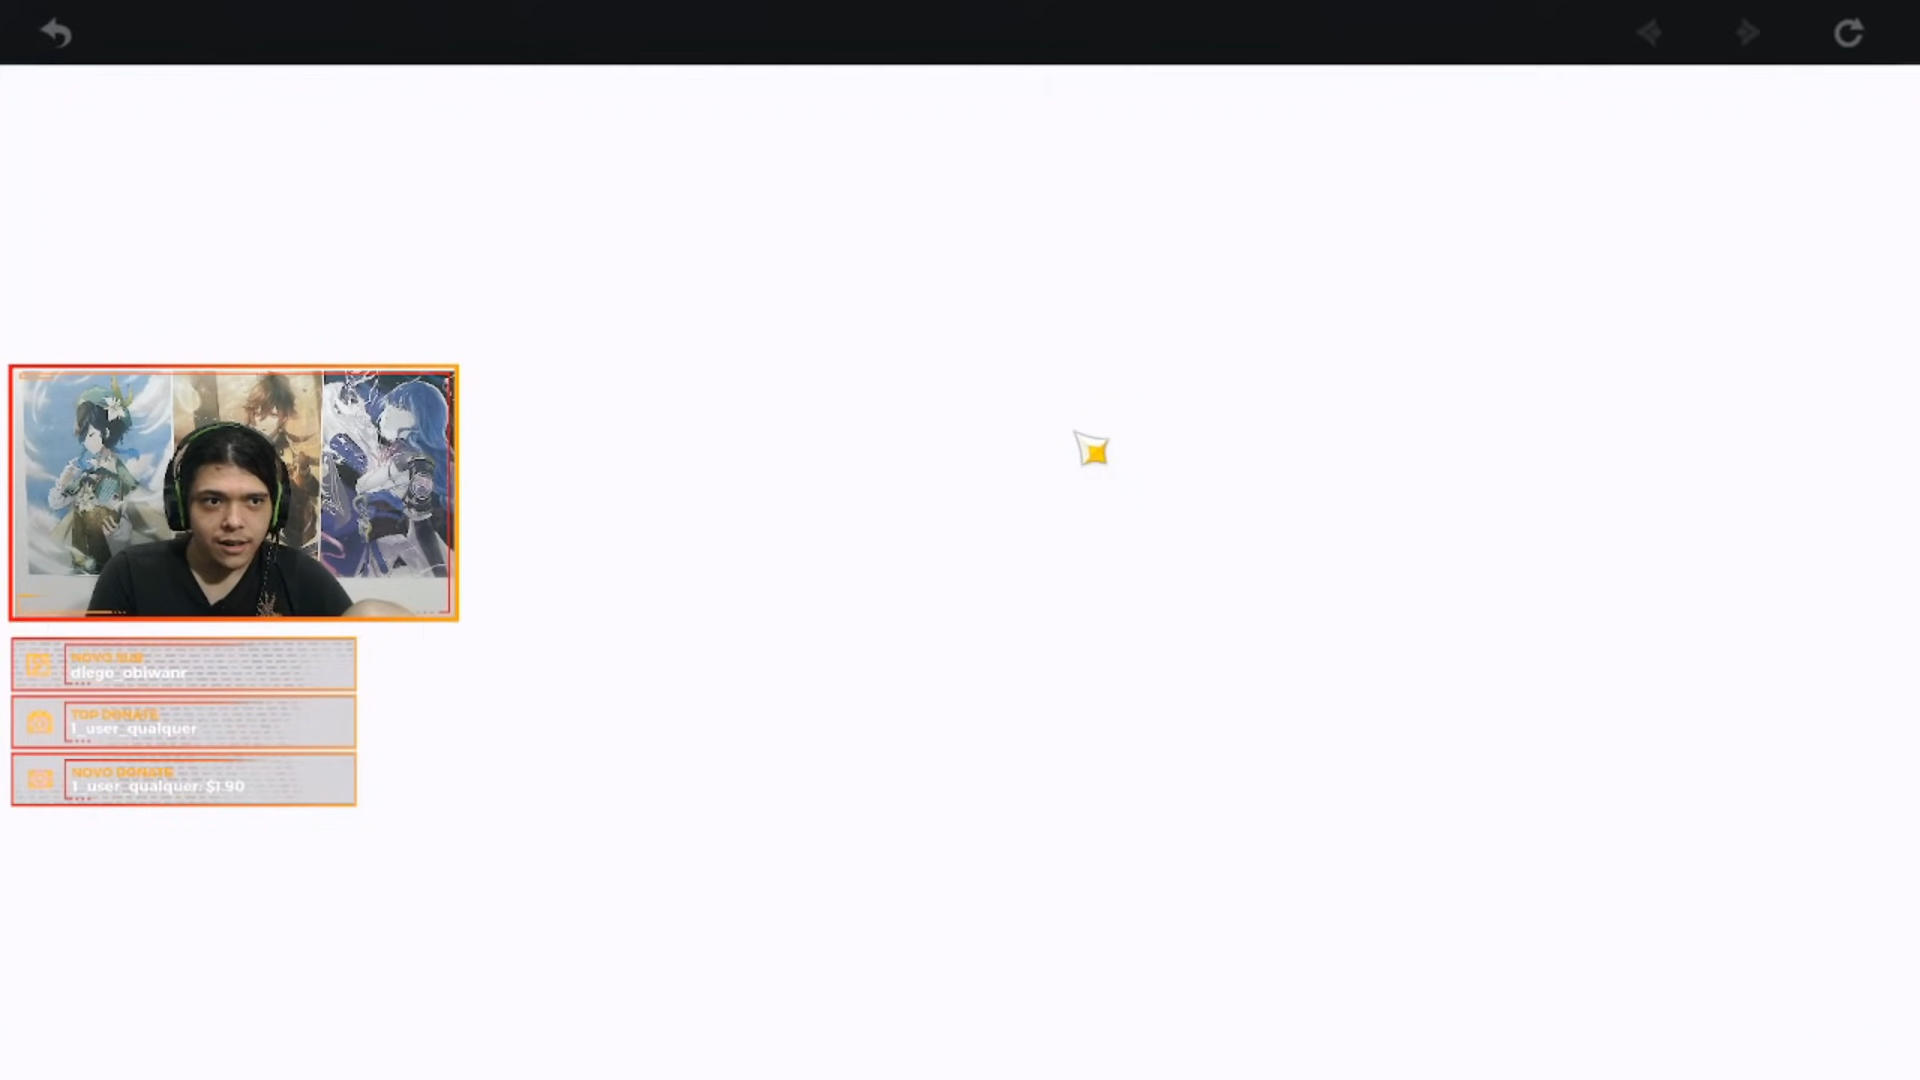 NOVO SUB
diego_obiwanr
TOP DONATE
1_user_qualquer
NOVO DONATE
1_user_qualquer: $1.90